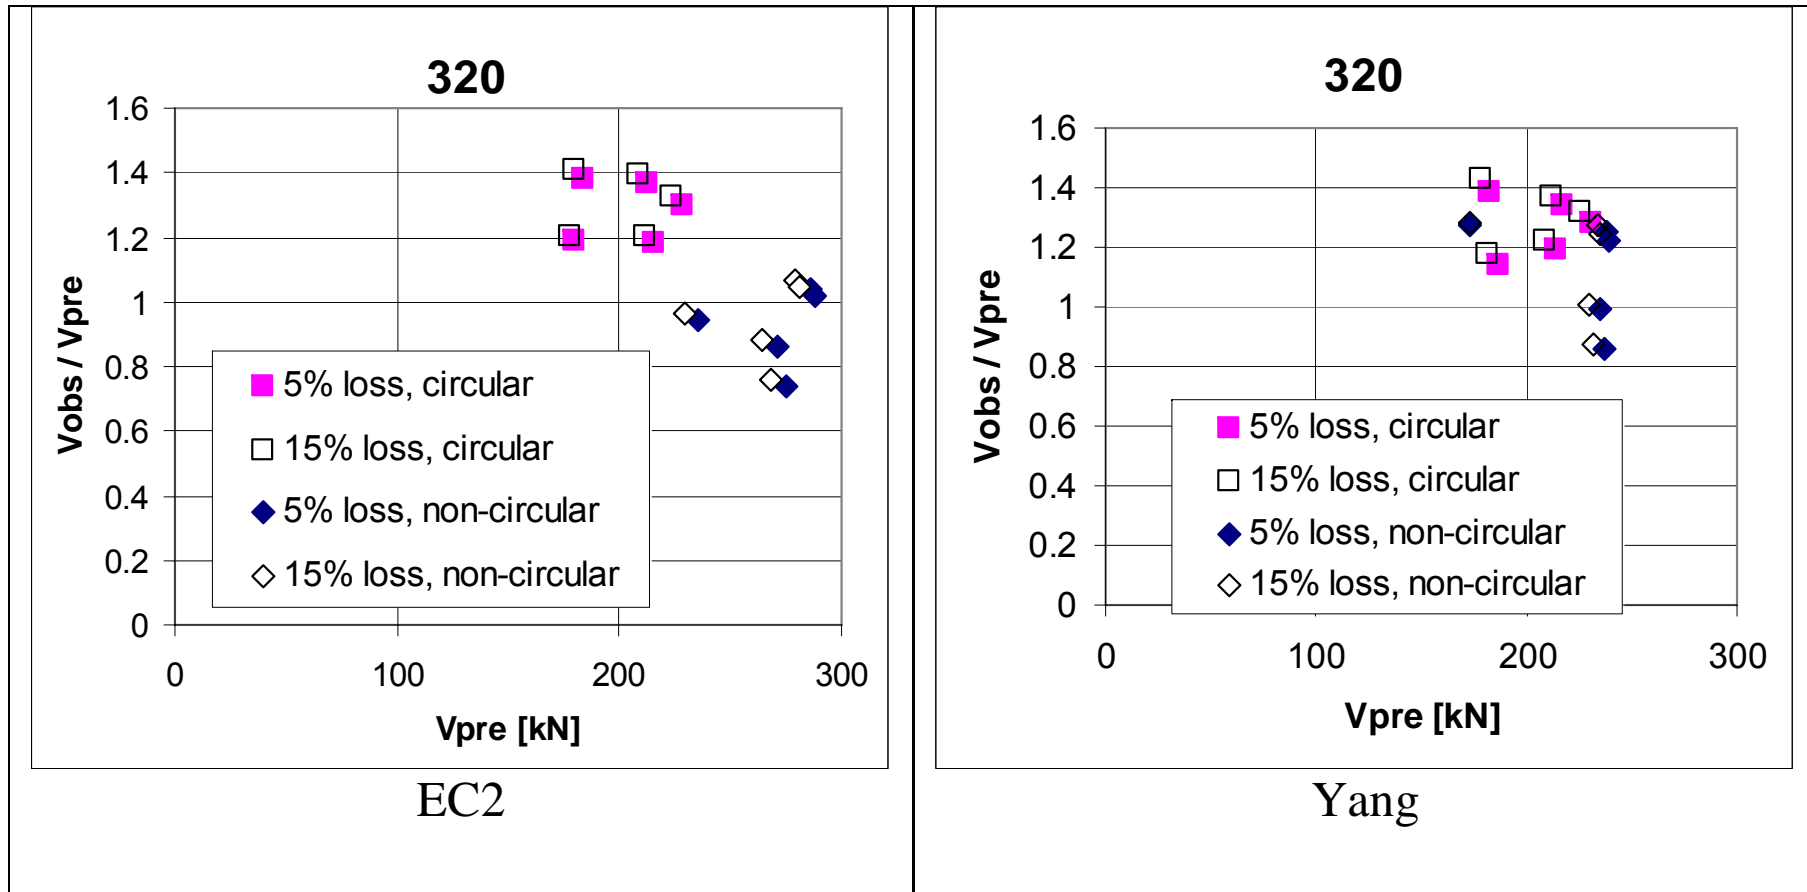 320
1.6
1.4
1.2
1
0.8
0.6
0.4
0.2
0
Vobs / Vpre
5% loss, circular
15% loss, circular
5% loss, non-circular
15% loss, non-circular
0 100 200 300
Vpre [kN]
EC2
320
1.6
1.4
1.2
1
0.8
0.6
0.4
0.2
0
Vobs / Vpre
5% loss, circular
15% loss, circular
5% loss, non-circular
15% loss, non-circular
0 100 200 300
Vpre [kN]
Yang